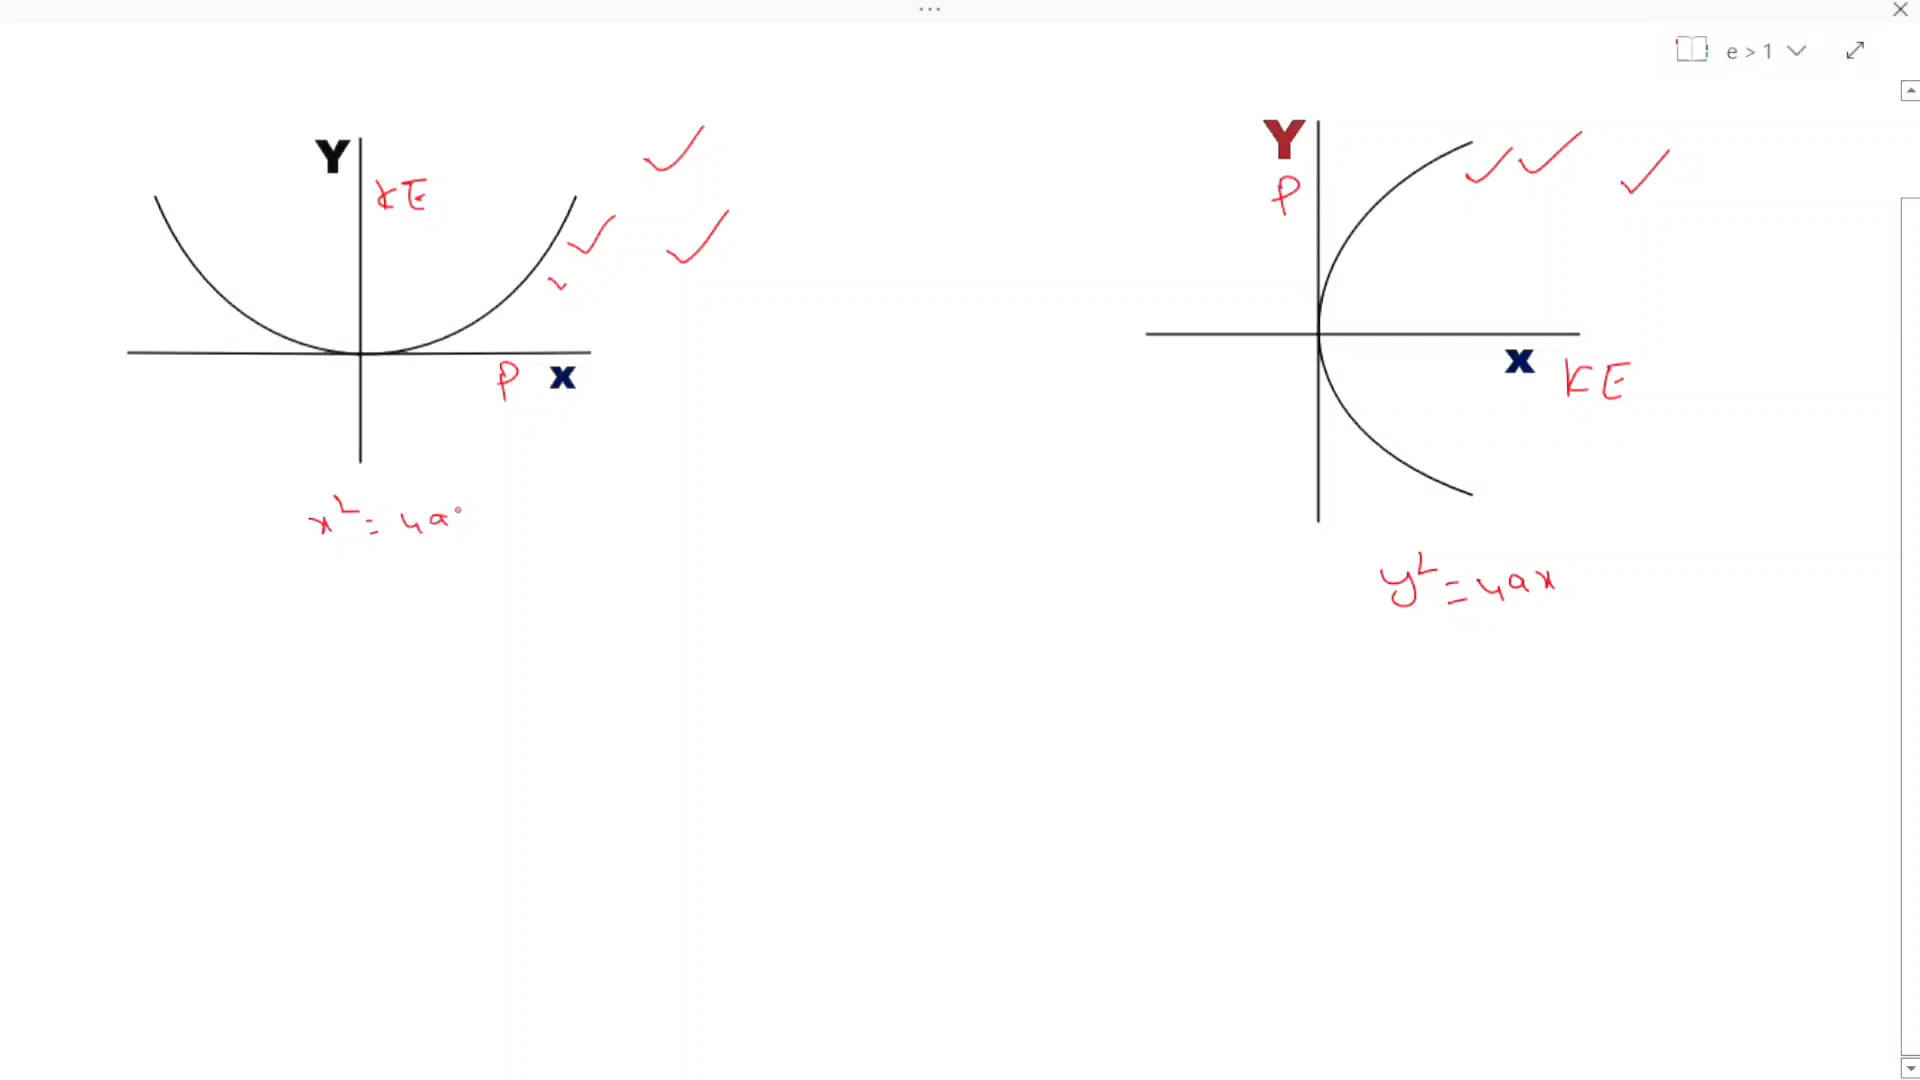 e > 1
Y
KE
P X
x² = 4a
Y
P
X KE
y² = 4ax